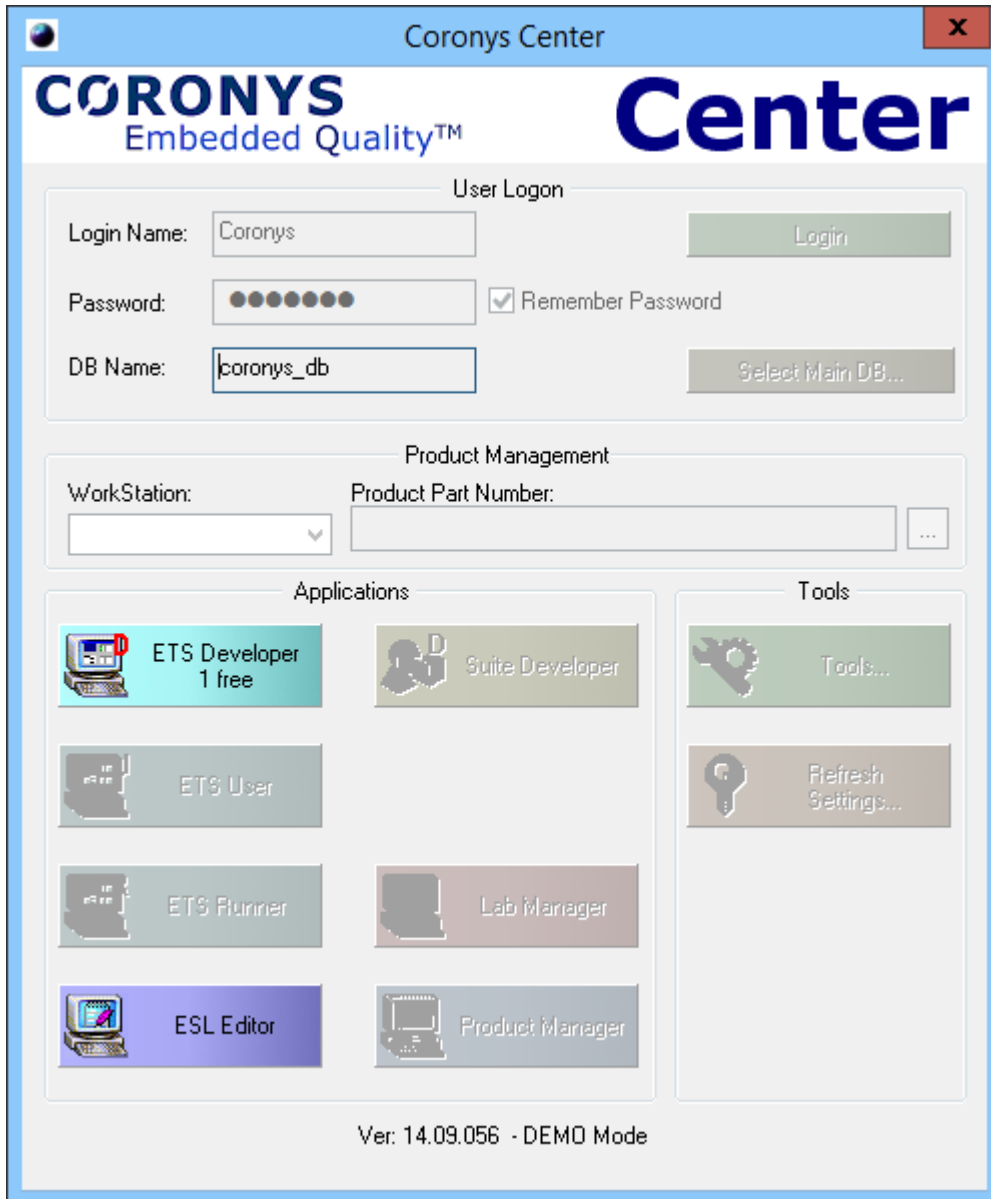 Coronys Center
x
CORONYS
Embedded Quality™
Center
User Logon
Login Name:
Coronys
Login
Password:
●●●●●●●
Remember Password
DB Name:
coronys_db
Select Main DB...
Product Management
WorkStation:
Product Part Number:
...
Applications
Tools
ETS Developer
1 free
Suite Developer
Tools...
ETS User
Refresh
Settings...
ETS Runner
Lab Manager
ESL Editor
Product Manager
Ver: 14.09.056 - DEMO Mode